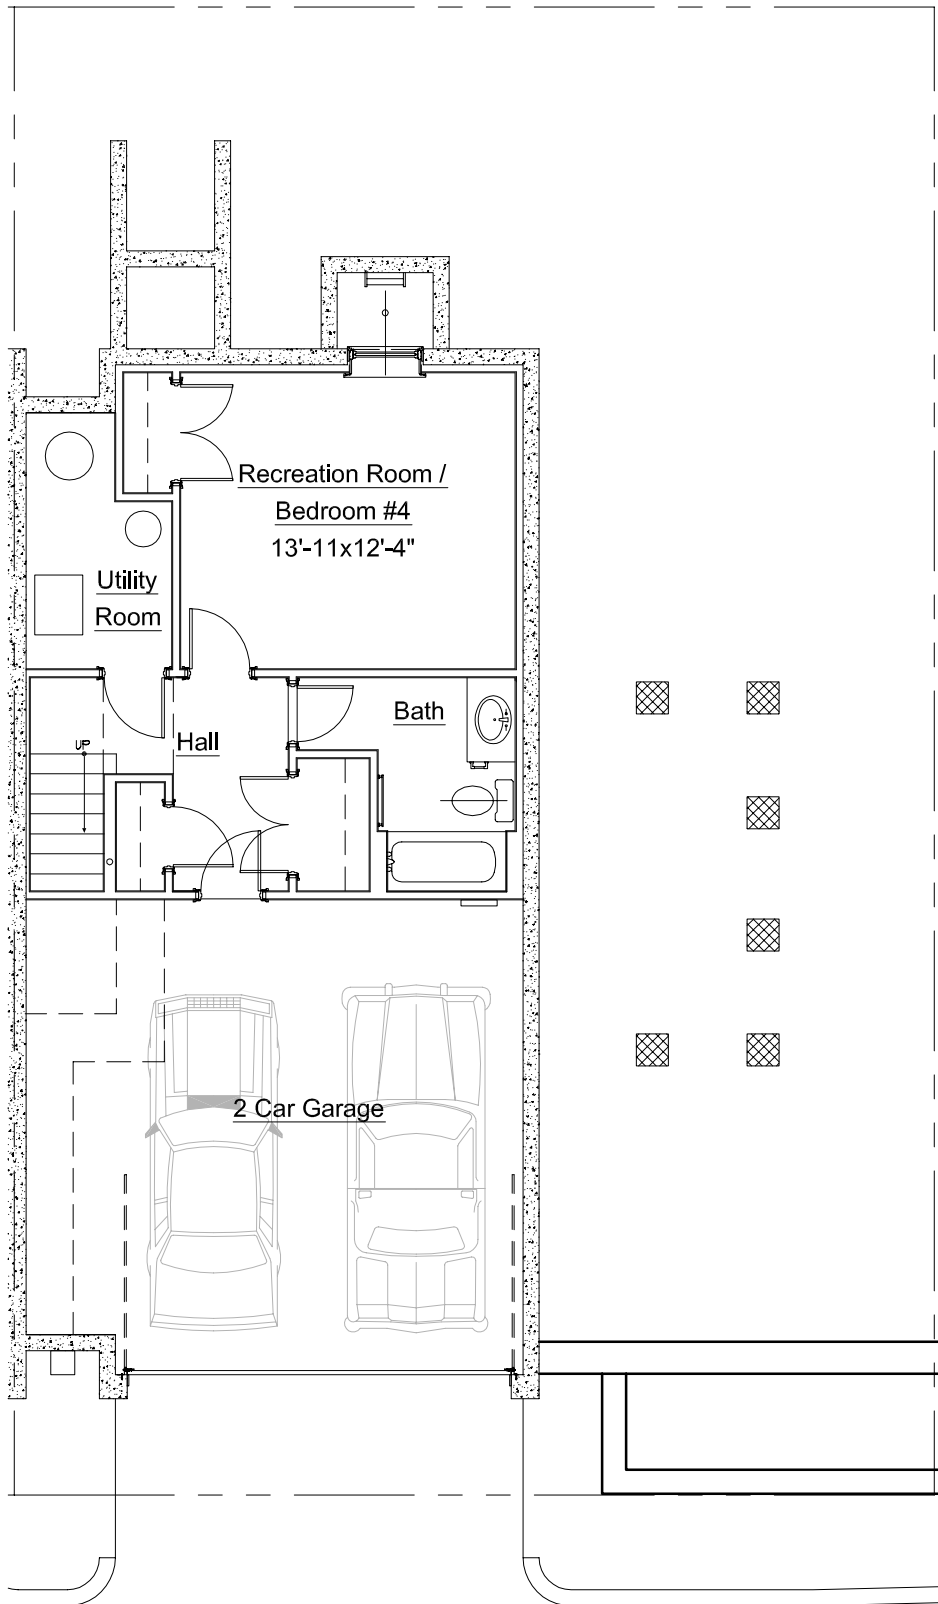 Recreation Room /
Bedroom #4
13'-11x12'-4"
Utility
Room
Bath
Hall
UP
2 Car Garage